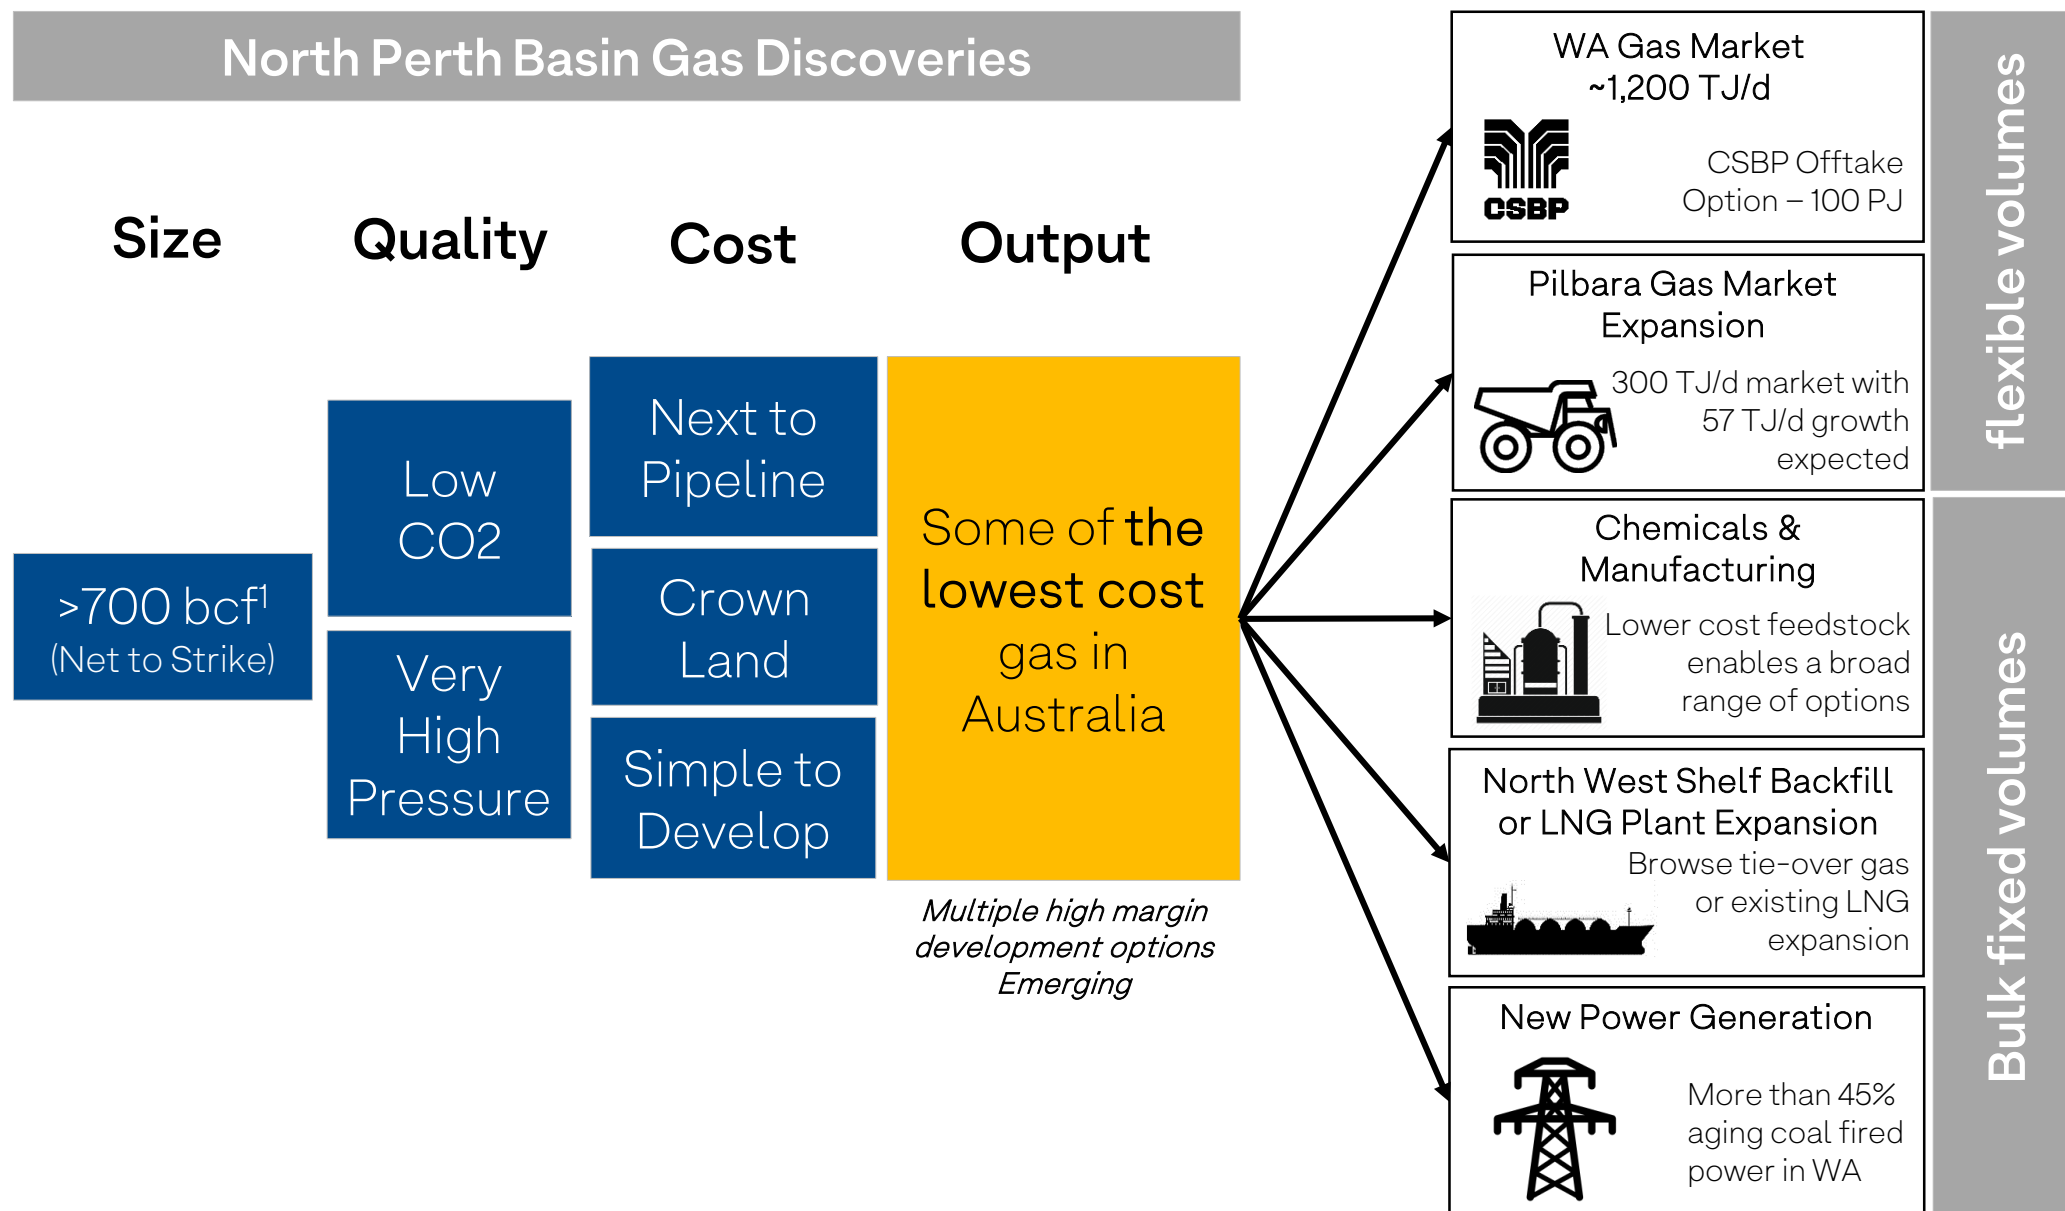 North Perth Basin Gas Discoveries
Size
Quality
Cost
Output
>700 bcf1
(Net to Strike)
Low
CO2
Very
High
Pressure
Next to
Pipeline
Crown
Land
Simple to
Develop
Some of the
lowest cost
gas in
Australia
Multiple high margin
development options
Emerging
WA Gas Market
~1,200 TJ/d
CSBP
CSBP Offtake
Option – 100 PJ
Pilbara Gas Market
Expansion
300 TJ/d market with
57 TJ/d growth
expected
Chemicals &
Manufacturing
Lower cost feedstock
enables a broad
range of options
North West Shelf Backfill
or LNG Plant Expansion
Browse tie-over gas
or existing LNG
expansion
New Power Generation
More than 45%
aging coal fired
power in WA
flexible volumes
Bulk fixed volumes